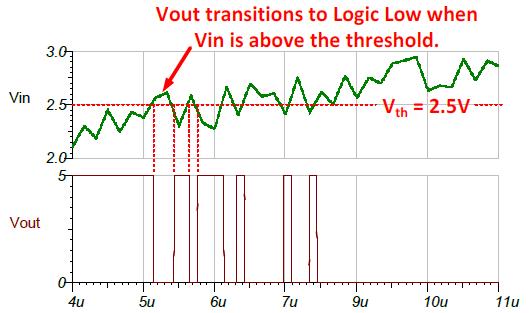 Vout transitions to Logic Low when
Vin is above the threshold.
3.0
Vin
2.5
Vth = 2.5V
2.0
5
Vout
0
4u 5u 6u 7u 8u 9u 10u 11u